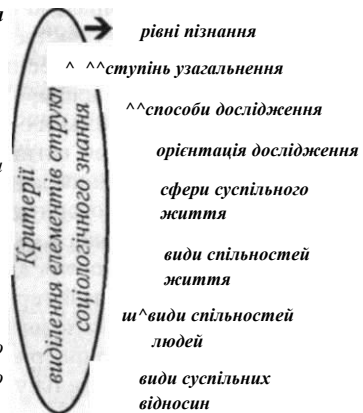 а
и
о
о
Критерії
виділення елементів структ
соціологічного знання
рівні пізнання
^ ^^ступінь узагальнення
^^способи дослідження
орієнтація дослідження
сфери суспільного
життя
види спільностей
життя
ш^види спільностей
людей
види суспільних
відносин